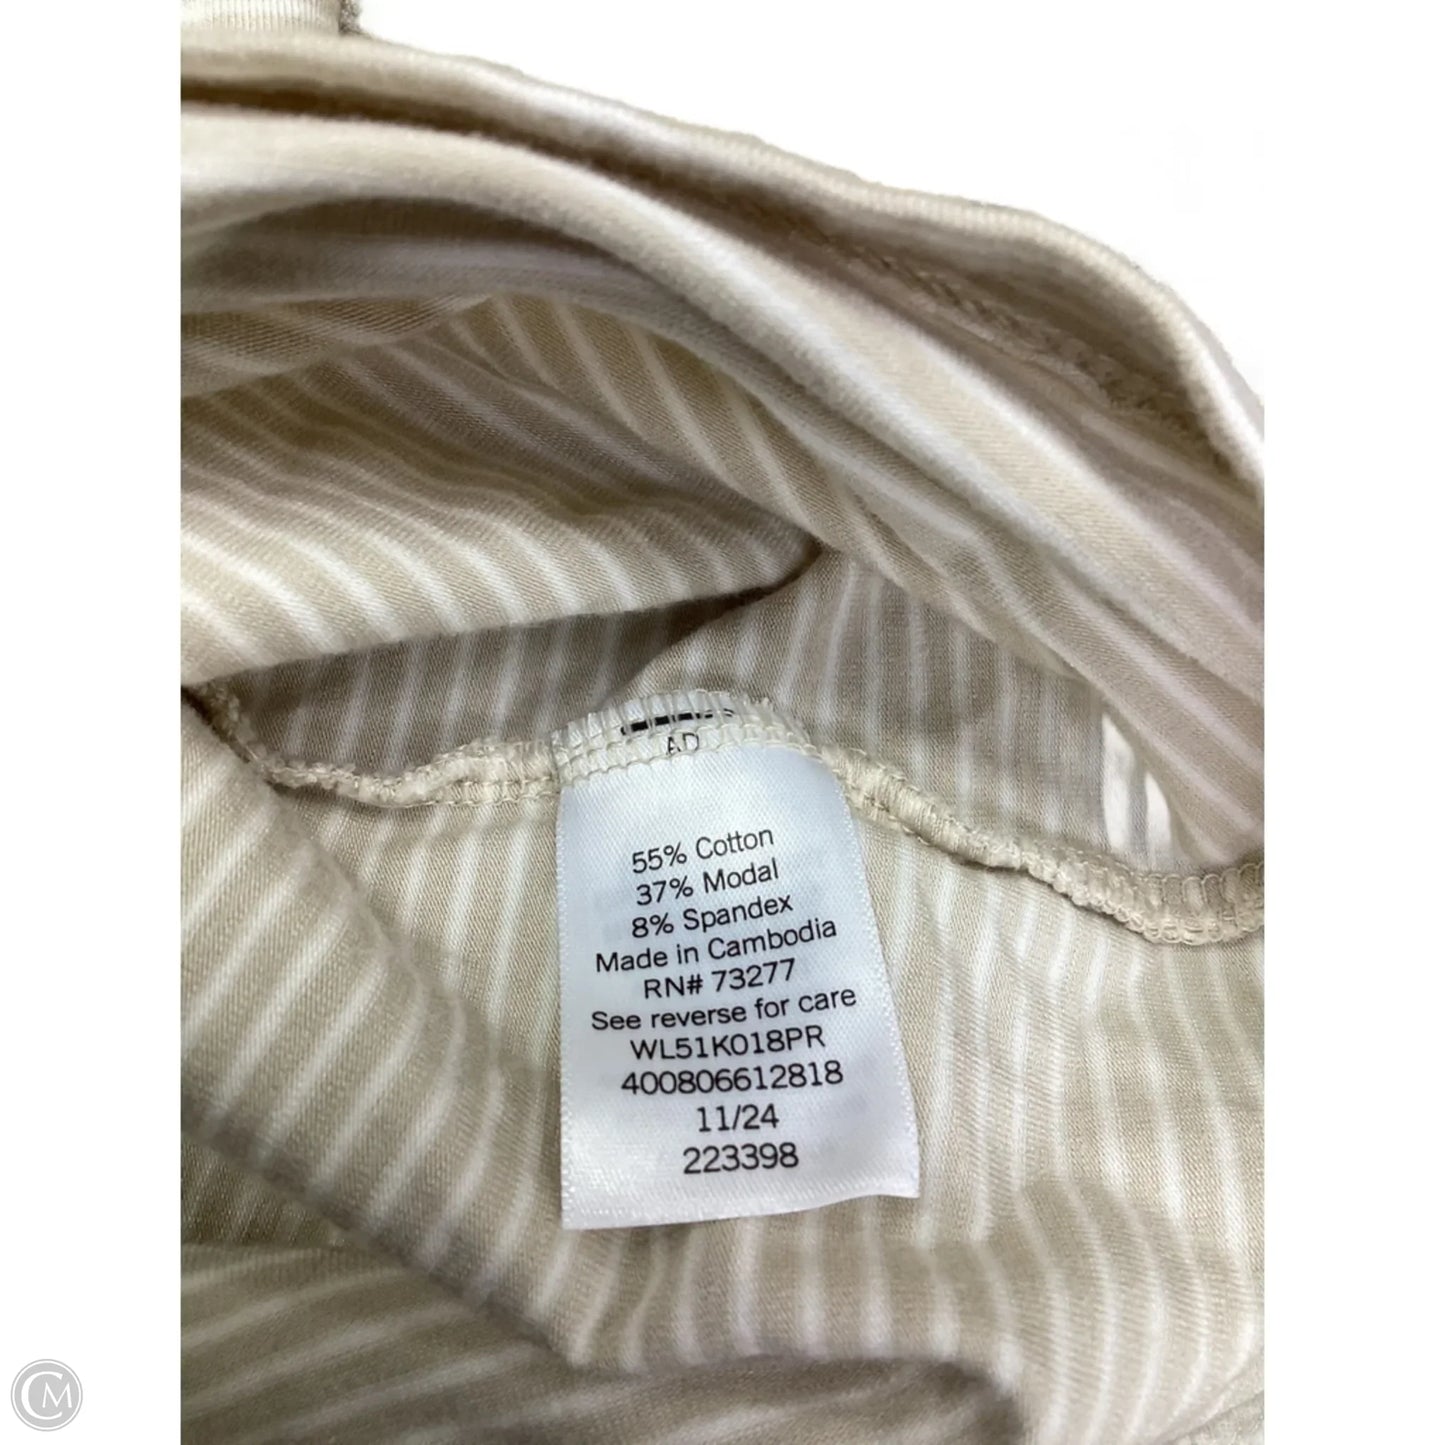 AD
55% Cotton
37% Modal
8% Spandex
Made in Cambodia
RN# 73277
See reverse for care
WL51K018PR
400806612818
11/24
223398
CM